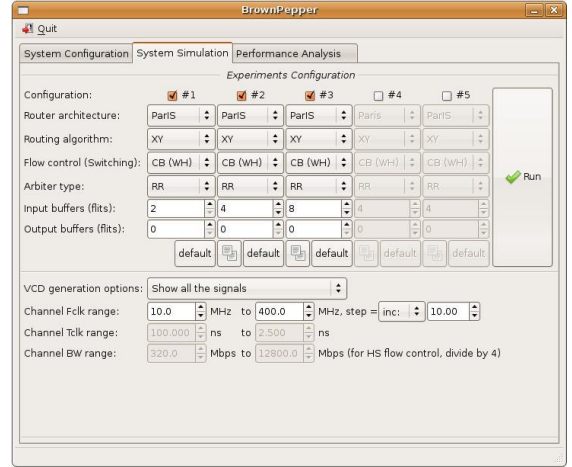 BrownPepper
Quit
System Configuration System Simulation Performance Analysis
Experiments Configuration
Configuration: #1 #2 #3 #4 #5
Router architecture: ParIS ParIS ParIS Paris ParIS
Routing algorithm: XY XY XY XY XY
Flow control (Switching): CB (WH) CB (WH) CB (WH) CB (WH) CB (WH)
Arbiter type: RR RR RR RR RR
Run
Input buffers (flits): 2 4 8 4 4
Output buffers (flits): 0 0 0 0 0
default default default default default
VCD generation options: Show all the signals
Channel Fclk range: 10.0 MHz to 400.0 MHz, step = inc: 10.00
Channel Tclk range: 100.000 ns to 2.500 ns
Channel BW range: 320.0 Mbps to 12800.0 Mbps (for HS flow control, divide by 4)